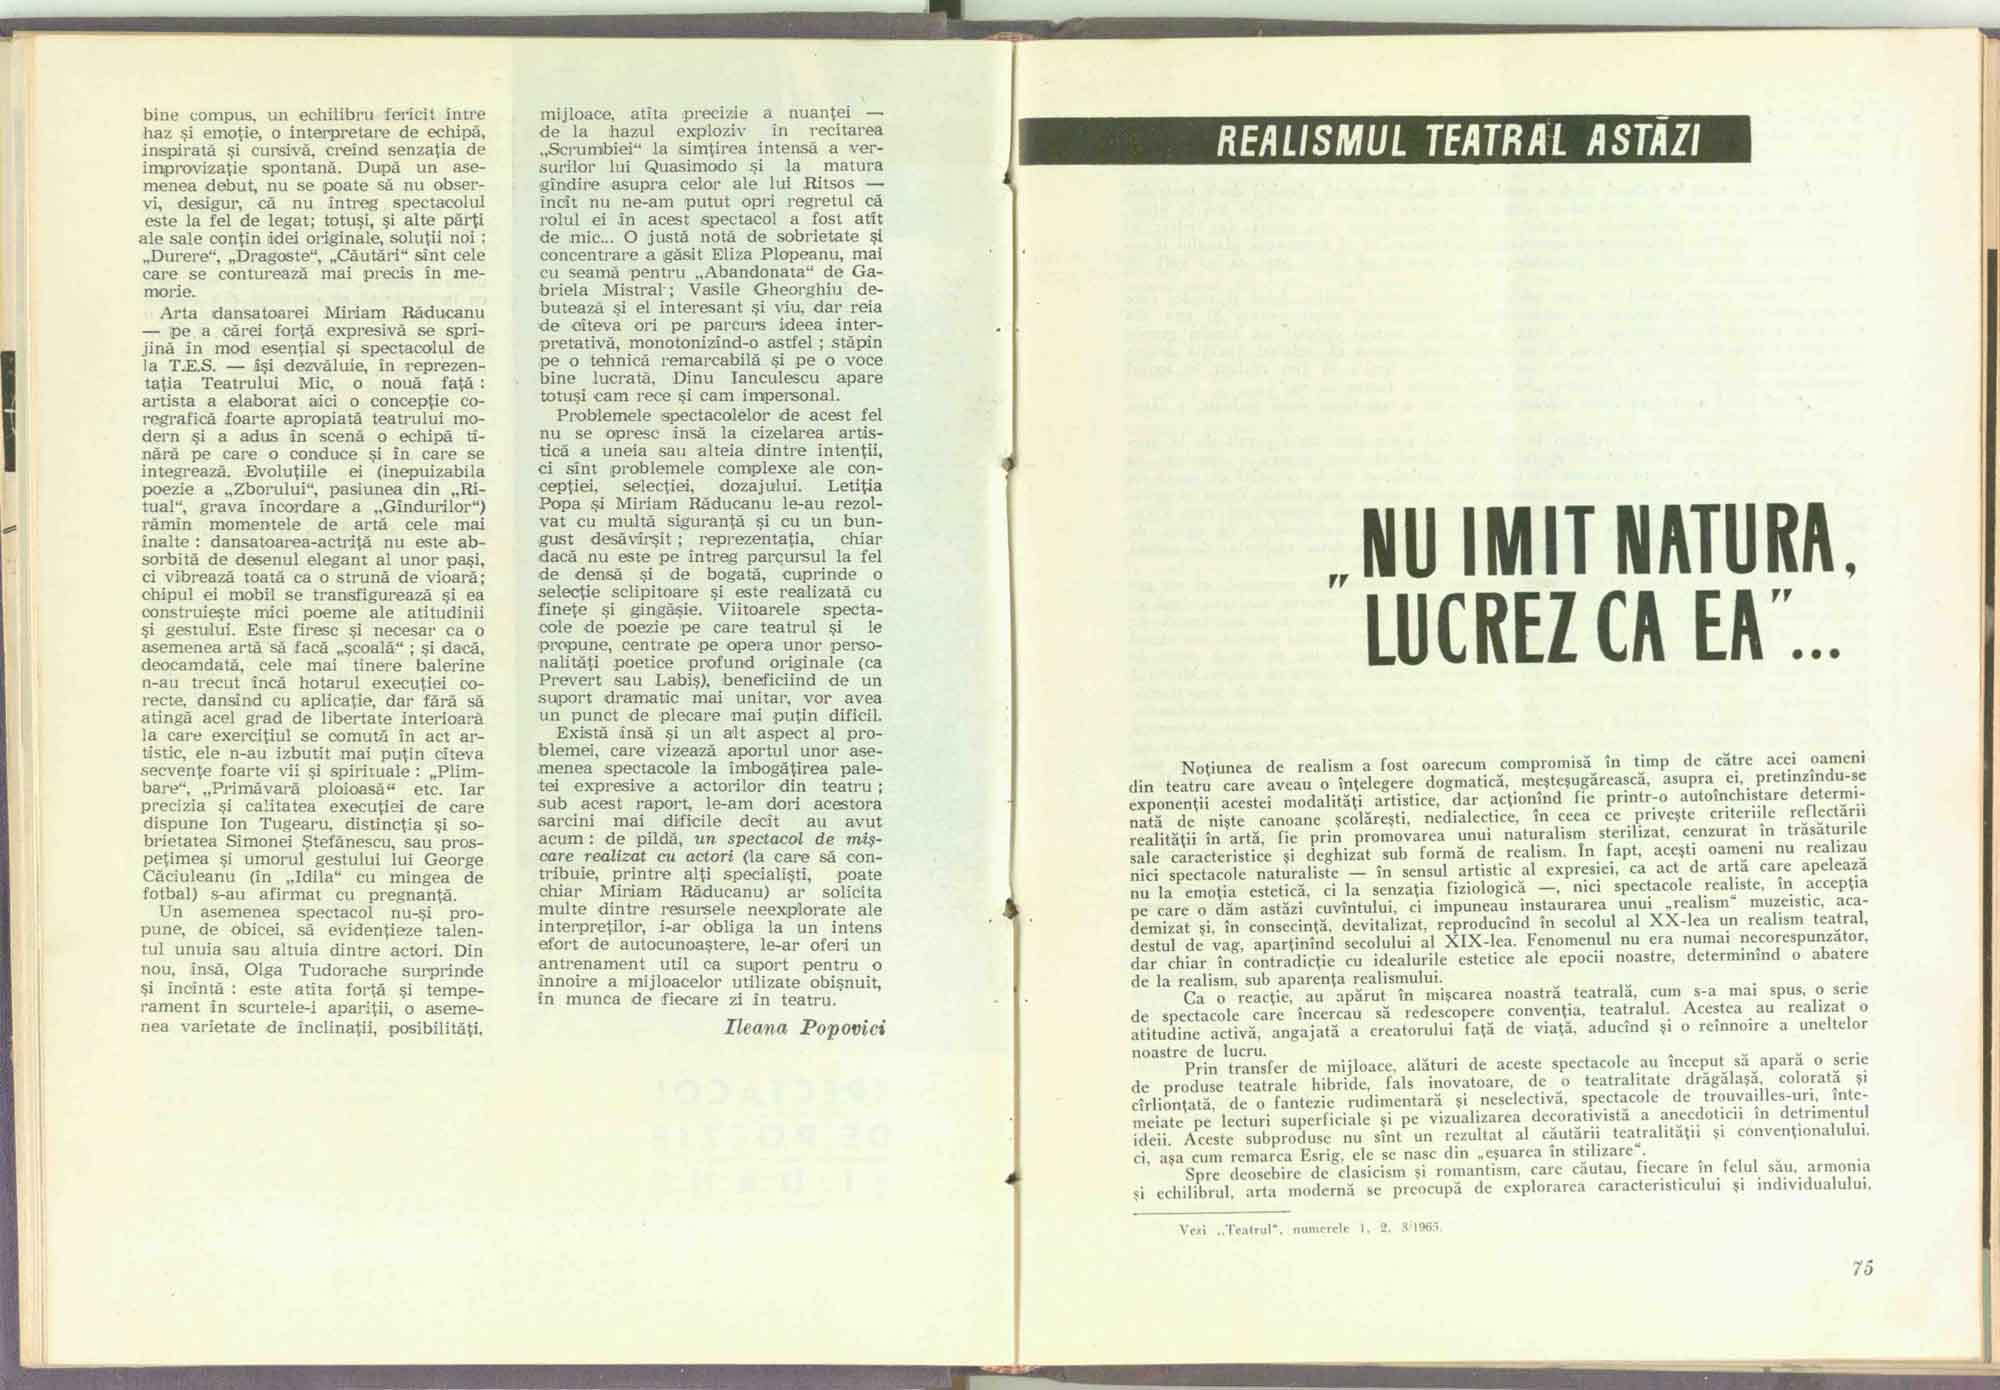 bine compus, un echilibru fericit între
haz și emoție, o interpretare de echipă,
inspirată și cursivă, creînd senzația de
improvizație spontană. După un ase-
menea debut, nu se poate să nu obser-
vi, desigur, că nu întreg spectacolul
este la fel de legat; totuși, și alte părți
ale sale conțin idei originale, soluții noi :
„Durere“, „Dragoste“, „Căutări“ sînt cele
care se conturează mai precis în me-
morie.
Arta dansatoarei Miriam Răducanu
— pe a cărei forță expresivă se spri-
jină în mod esențial și spectacolul de
la T.E.S. — își dezvăluie, în reprezen-
tația Teatrului Mic, o nouă față :
artista a elaborat aici o concepție co-
regrafică foarte apropiată teatrului mo-
dern și a adus în scenă o echipă tî-
nără pe care o conduce și în care se
integrează. Evoluțiile ei (inepuizabila
poezie a „Zborului“, pasiunea din „Ri-
tual“, grava încordare a „Gîndurilor“)
rămîn momentele de artă cele mai
înalte : dansatoarea-actriță nu este ab-
sorbită de desenul elegant al unor pași,
ci vibrează toată ca o strună de vioară;
chipul ei mobil se transfigurează și ea
construiește mici poeme ale atitudinii
și gestului. Este firesc și necesar ca o
asemenea artă să facă „școală“ ; și dacă,
deocamdată, cele mai tinere balerine
n-au trecut încă hotarul execuției co-
recte, dansînd cu aplicație, dar fără să
atingă acel grad de libertate interioară
la care exercițiul se comută în act ar-
tistic, ele n-au izbutit mai puțin cîteva
secvențe foarte vii și spirituale : „Plim-
bare“, „Primăvară ploioasă“ etc. Iar
precizia și calitatea execuției de care
dispune Ion Tugearu, distincția și so-
brietatea Simonei Ștefănescu, sau pros-
pețimea și umorul gestului lui George
Căciuleanu (în „Idila“ cu mingea de
fotbal) s-au afirmat cu pregnanță.
Un asemenea spectacol nu-și pro-
pune, de obicei, să evidențieze talen-
tul unuia sau altuia dintre actori. Din
nou, însă, Olga Tudorache surprinde
și încîntă : este atîta forță și tempe-
rament în scurtele-i apariții, o aseme-
nea varietate de înclinații, posibilități,
mijloace, atîta precizie a nuanței —
de la hazul exploziv în recitarea
„Scrumbiei“ la simțirea intensă a ver-
surilor lui Quasimodo și la matura
gîndire asupra celor ale lui Ritsos —
încît nu ne-am putut opri regretul că
rolul ei în acest spectacol a fost atît
de mic... O justă notă de sobrietate și
concentrare a găsit Eliza Plopeanu, mai
cu seamă pentru „Abandonata“ de Ga-
briela Mistral ; Vasile Gheorghiu de-
butează și el interesant și viu, dar reia
de cîteva ori pe parcurs ideea inter-
pretativă, monotonizînd-o astfel ; stăpîn
pe o tehnică remarcabilă și pe o voce
bine lucrată, Dinu Ianculescu apare
totuși cam rece și cam impersonal.
Problemele spectacolelor de acest fel
nu se opresc însă la cizelarea artis-
tică a uneia sau alteia dintre intenții,
ci sînt problemele complexe ale con-
cepției, selecției, dozajului. Letiția
Popa și Miriam Răducanu le-au rezol-
vat cu multă siguranță și cu un bun-
gust desăvîrșit ; reprezentația, chiar
dacă nu este pe întreg parcursul la fel
de densă și de bogată, cuprinde o
selecție sclipitoare și este realizată cu
finețe și gingășie. Viitoarele specta-
cole de poezie pe care teatrul și le
propune, centrate pe opera unor perso-
nalități poetice profund originale (ca
Prevert sau Labiș), beneficiind de un
suport dramatic mai unitar, vor avea
un punct de plecare mai puțin dificil.
Există însă și un alt aspect al pro-
blemei, care vizează aportul unor ase-
menea spectacole la îmbogățirea pale-
tei expresive a actorilor din teatru ;
sub acest raport, le-am dori acestora
sarcini mai dificile decît au avut
acum : de pildă, un spectacol de miș-
care realizat cu actori (la care să con-
tribuie, printre alți specialiști, poate
chiar Miriam Răducanu) ar solicita
multe dintre resursele neexplorate ale
interpreților, i-ar obliga la un intens
efort de autocunoaștere, le-ar oferi un
antrenament util ca suport pentru o
înnoire a mijloacelor utilizate obișnuit,
în munca de fiecare zi în teatru.
Ileana Popovici
REALISMUL TEATRAL ASTĂZI
„NU IMIT NATURA,
LUCREZ CA EA”...
Noțiunea de realism a fost oarecum compromisă în timp de către acei oameni
din teatru care aveau o înțelegere dogmatică, meșteșugărească, asupra ei, pretinzîndu-se
exponenții acestei modalități artistice, dar acționînd fie printr-o autoînchistare determi-
nată de niște canoane școlărești, nedialectice, în ceea ce privește criteriile reflectării
realității în artă, fie prin promovarea unui naturalism sterilizat, cenzurat în trăsăturile
sale caracteristice și deghizat sub formă de realism. În fapt, acești oameni nu realizau
nici spectacole naturaliste — în sensul artistic al expresiei, ca act de artă care apelează
nu la emoția estetică, ci la senzația fiziologică —, nici spectacole realiste, în accepția
pe care o dăm astăzi cuvîntului, ci impuneau instaurarea unui „realism“ muzeistic, aca-
demizat și, în consecință, devitalizat, reproducînd în secolul al XX-lea un realism teatral,
destul de vag, aparținînd secolului al XIX-lea. Fenomenul nu era numai necorespunzător,
dar chiar în contradicție cu idealurile estetice ale epocii noastre, determinînd o abatere
de la realism, sub aparența realismului.
Ca o reacție, au apărut în mișcarea noastră teatrală, cum s-a mai spus, o serie
de spectacole care încercau să redescopere convenția, teatralul. Acestea au realizat o
atitudine activă, angajată a creatorului față de viață, aducînd și o reînnoire a uneltelor
noastre de lucru.
Prin transfer de mijloace, alături de aceste spectacole au început să apară o serie
de produse teatrale hibride, fals inovatoare, de o teatralitate drăgălașă, colorată și
cîrlionțată, de o fantezie rudimentară și neselectivă, spectacole de trouvailles-uri, înte-
meiate pe lecturi superficiale și pe vizualizarea decorativistă a anecdoticii în detrimentul
ideii. Aceste subproduse nu sînt un rezultat al căutării teatralității și convenționalului,
ci, așa cum remarca Esrig, ele se nasc din „eșuarea în stilizare“.
Spre deosebire de clasicism și romantism, care căutau, fiecare în felul său, armonia
și echilibrul, arta modernă se preocupă de explorarea caracteristicului și individualului,
Vezi „Teatrul“, numerele 1, 2, 3/1965.
75